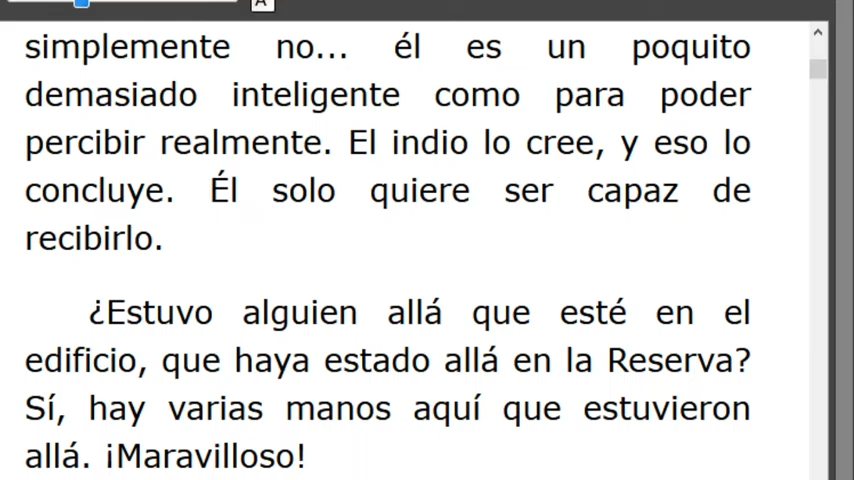 A
simplemente no... él es un poquito
demasiado inteligente como para poder
percibir realmente. El indio lo cree, y eso lo
concluye. Él solo quiere ser capaz de
recibirlo.
¿Estuvo alguien allá que esté en el
edificio, que haya estado allá en la Reserva?
Sí, hay varias manos aquí que estuvieron
allá. ¡Maravilloso!